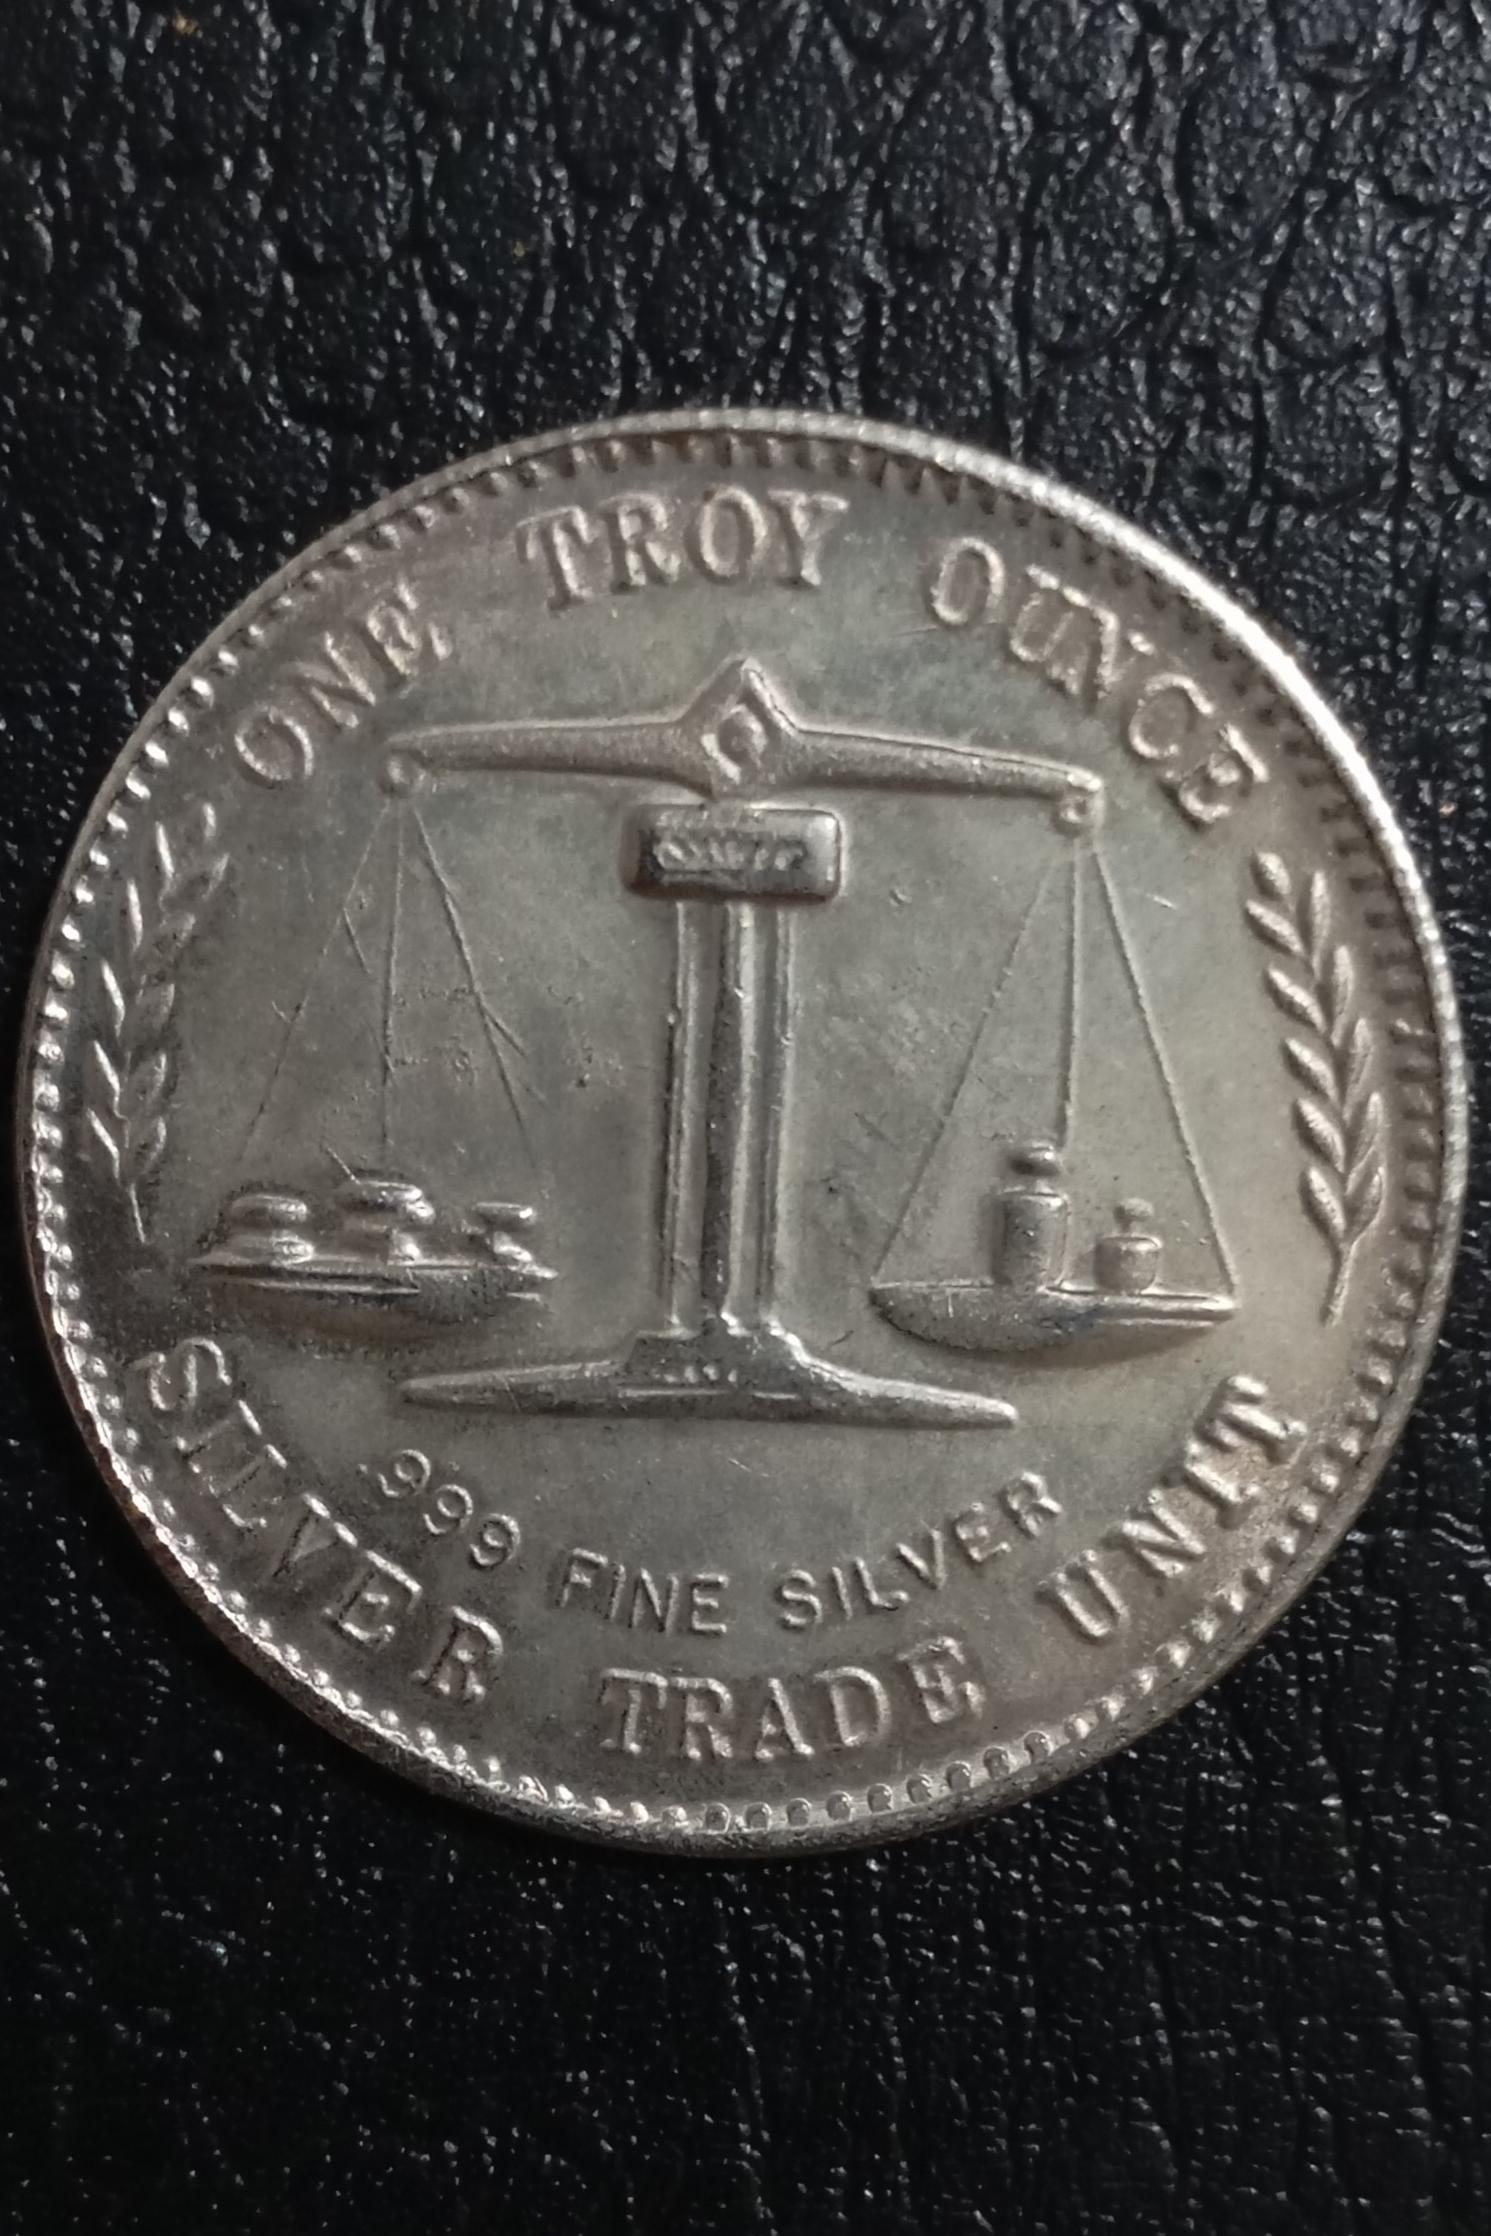 ONE TROY OUNCE
999 FINE SILVER
SILVER TRADE UNIT